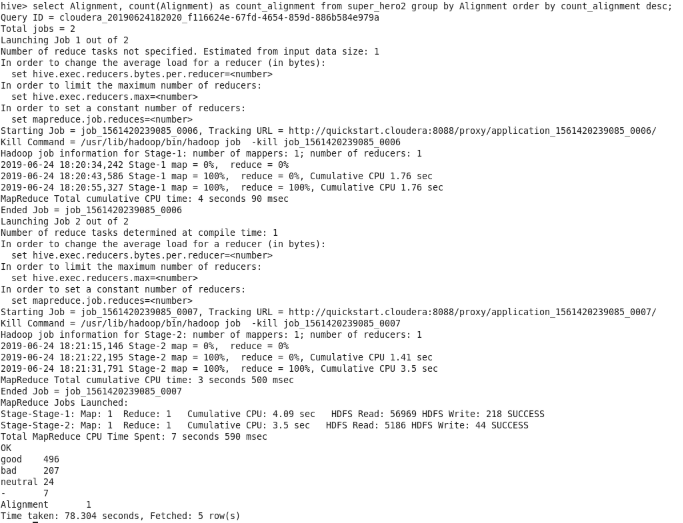 hive> select Alignment, count(Alignment) as count_alignment from super_hero2 group by Alignment order by count_alignment desc;
Query ID = cloudera_20190624182020_f116624e-67fd-4654-859d-886b584e979a
Total jobs = 2
Launching Job 1 out of 2
Number of reduce tasks not specified. Estimated from input data size: 1
In order to change the average load for a reducer (in bytes):
  set hive.exec.reducers.bytes.per.reducer=<number>
In order to limit the maximum number of reducers:
  set hive.exec.reducers.max=<number>
In order to set a constant number of reducers:
  set mapreduce.job.reduces=<number>
Starting Job = job_1561420239085_0006, Tracking URL = http://quickstart.cloudera:8088/proxy/application_1561420239085_0006/
Kill Command = /usr/lib/hadoop/bin/hadoop job  -kill job_1561420239085_0006
Hadoop job information for Stage-1: number of mappers: 1; number of reducers: 1
2019-06-24 18:20:34,242 Stage-1 map = 0%,  reduce = 0%
2019-06-24 18:20:43,586 Stage-1 map = 100%,  reduce = 0%, Cumulative CPU 1.76 sec
2019-06-24 18:20:55,327 Stage-1 map = 100%,  reduce = 100%, Cumulative CPU 1.76 sec
MapReduce Total cumulative CPU time: 4 seconds 90 msec
Ended Job = job_1561420239085_0006
Launching Job 2 out of 2
Number of reduce tasks determined at compile time: 1
In order to change the average load for a reducer (in bytes):
  set hive.exec.reducers.bytes.per.reducer=<number>
In order to limit the maximum number of reducers:
  set hive.exec.reducers.max=<number>
In order to set a constant number of reducers:
  set mapreduce.job.reduces=<number>
Starting Job = job_1561420239085_0007, Tracking URL = http://quickstart.cloudera:8088/proxy/application_1561420239085_0007/
Kill Command = /usr/lib/hadoop/bin/hadoop job  -kill job_1561420239085_0007
Hadoop job information for Stage-2: number of mappers: 1; number of reducers: 1
2019-06-24 18:21:15,146 Stage-2 map = 0%,  reduce = 0%
2019-06-24 18:21:22,195 Stage-2 map = 100%,  reduce = 0%, Cumulative CPU 1.41 sec
2019-06-24 18:21:31,791 Stage-2 map = 100%,  reduce = 100%, Cumulative CPU 3.5 sec
MapReduce Total cumulative CPU time: 3 seconds 500 msec
Ended Job = job_1561420239085_0007
MapReduce Jobs Launched:
Stage-Stage-1: Map: 1  Reduce: 1   Cumulative CPU: 4.09 sec   HDFS Read: 56969 HDFS Write: 218 SUCCESS
Stage-Stage-2: Map: 1  Reduce: 1   Cumulative CPU: 3.5 sec   HDFS Read: 5186 HDFS Write: 44 SUCCESS
Total MapReduce CPU Time Spent: 7 seconds 590 msec
OK
good	496
bad	207
neutral	24
-	7
Alignment	1
Time taken: 78.304 seconds, Fetched: 5 row(s)